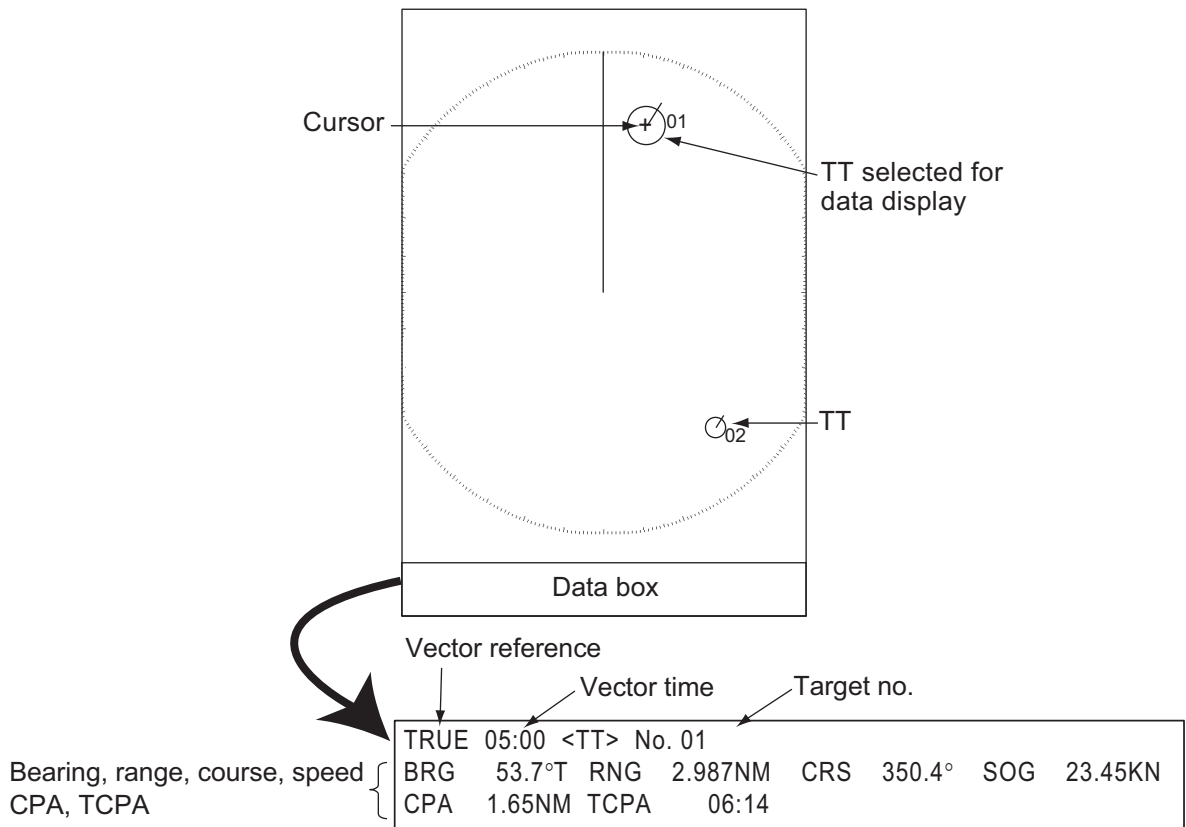 Cursor
01
TT selected for
data display
02
TT
Data box
Vector reference
Vector time
Target no.
TRUE 05:00 <TT> No. 01
Bearing, range, course, speed
BRG 53.7°T RNG 2.987NM CRS 350.4° SOG 23.45KN
CPA, TCPA
CPA 1.65NM TCPA 06:14